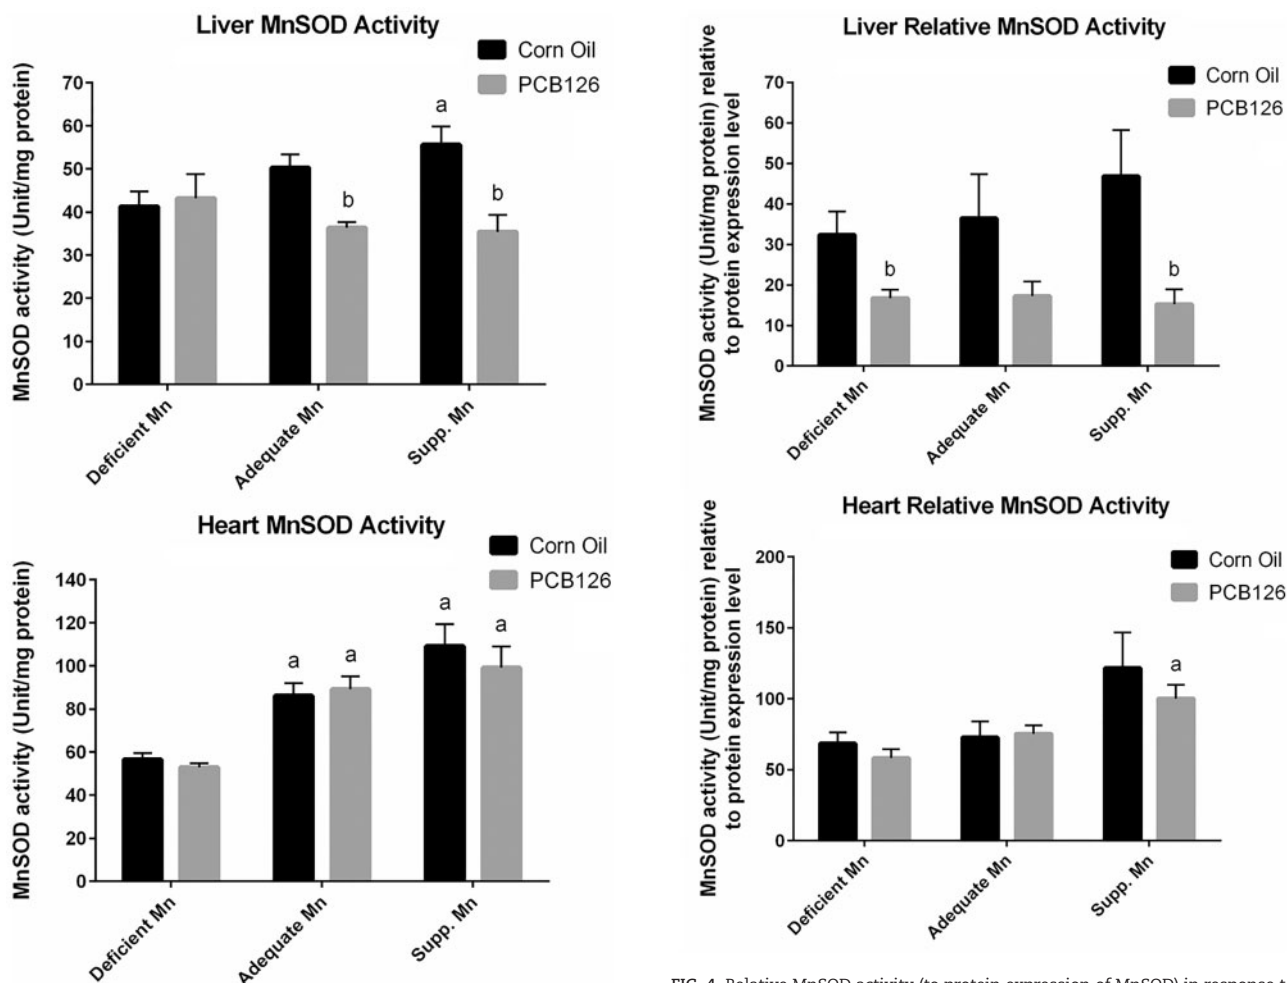 Liver MnSOD Activity
Corn Oil
PCB126
MnSOD activity (Unit/mg protein)
70
60
50
40
30
20
10
0
a
b
b
Deficient Mn
Adequate Mn
Supp. Mn
Liver Relative MnSOD Activity
Corn Oil
PCB126
MnSOD activity (Unit/mg protein) relative
to protein expression level
70
60
50
40
30
20
10
0
b
b
Deficient Mn
Adequate Mn
Supp. Mn
Heart MnSOD Activity
Corn Oil
PCB126
MnSOD activity (Unit/mg protein)
140
120
100
80
60
40
20
0
a
a
a
a
Deficient Mn
Adequate Mn
Supp. Mn
Heart Relative MnSOD Activity
Corn Oil
PCB126
MnSOD activity (Unit/mg protein) relative
to protein expression level
200
150
100
50
0
a
Deficient Mn
Adequate Mn
Supp. Mn